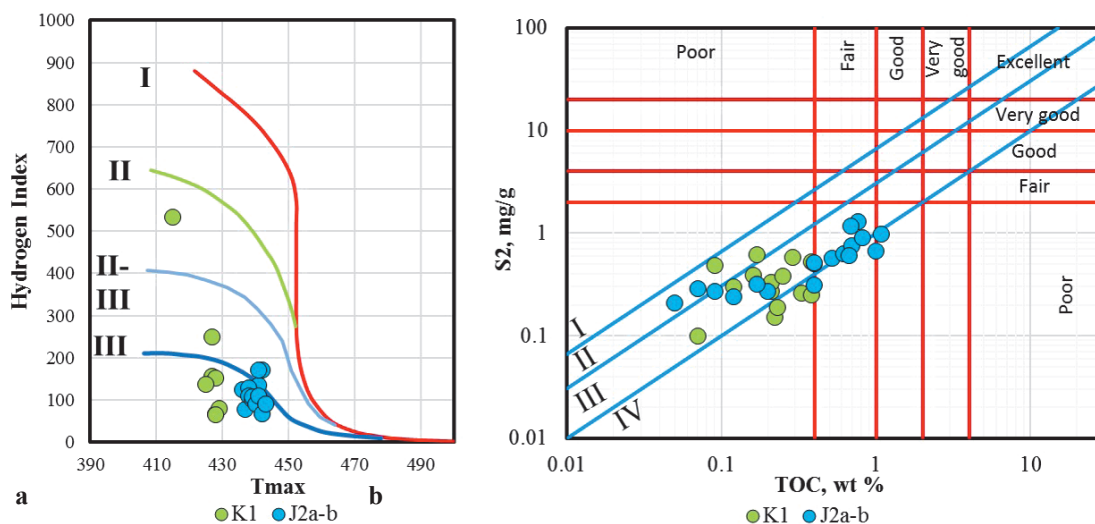 1000
900
800
700
600
500
400
300
200
100
0
Hydrogen Index
I
II
II-
III
III
390
410
430
450
470
490
Tmax
a
b
K1
J2a-b
100
10
1
0.1
0.01
S2, mg/g
Poor
Fair
Good
Very
good
Excellent
Very good
Good
Fair
Poor
I
II
III
IV
0.01
0.1
1
10
TOC, wt %
K1
J2a-b